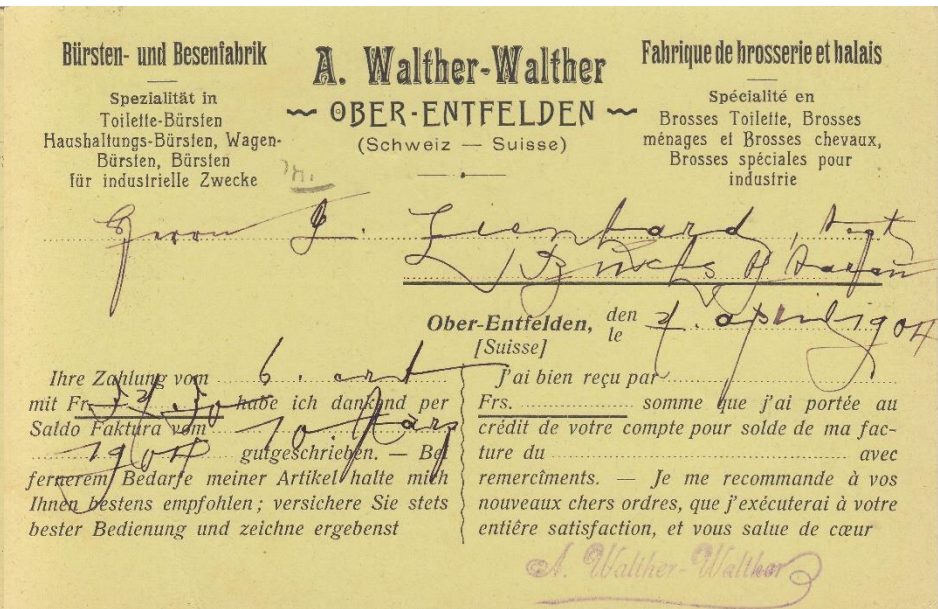 Bürsten- und Besenfabrik
Spezialität in
Toilette-Bürsten
Haushaltungs-Bürsten, Wagen-
Bürsten, Bürsten
für industrielle Zwecke
A. Walther-Walther
OBER-ENTFELDEN
(Schweiz — Suisse)
Fabrique de brosserie et balais
Spécialité en
Brosses Toilette, Brosses
ménages et Brosses chevaux,
Brosses spéciales pour
industrie
Herrn Lienhard,
Buchs b/ Aarau
Ober-Entfelden, den 7. april 1904
[Suisse] le
Ihre Zahlung vom 6. crt
mit Fr. habe ich dankend per
Saldo Faktura vom 10 März
1904 gutgeschrieben. — Bei
fernerem Bedarfe meiner Artikel halte mich
Ihnen bestens empfohlen; versichere Sie stets
bester Bedienung und zeichne ergebenst
J'ai bien reçu par
Frs. somme que j'ai portée au
crédit de votre compte pour solde de ma fac-
ture du avec
remercîments. — Je me recommande à vos
nouveaux chers ordres, que j'exécuterai à votre
entiêre satisfaction, et vous salue de cœur
A. Walther-Walther